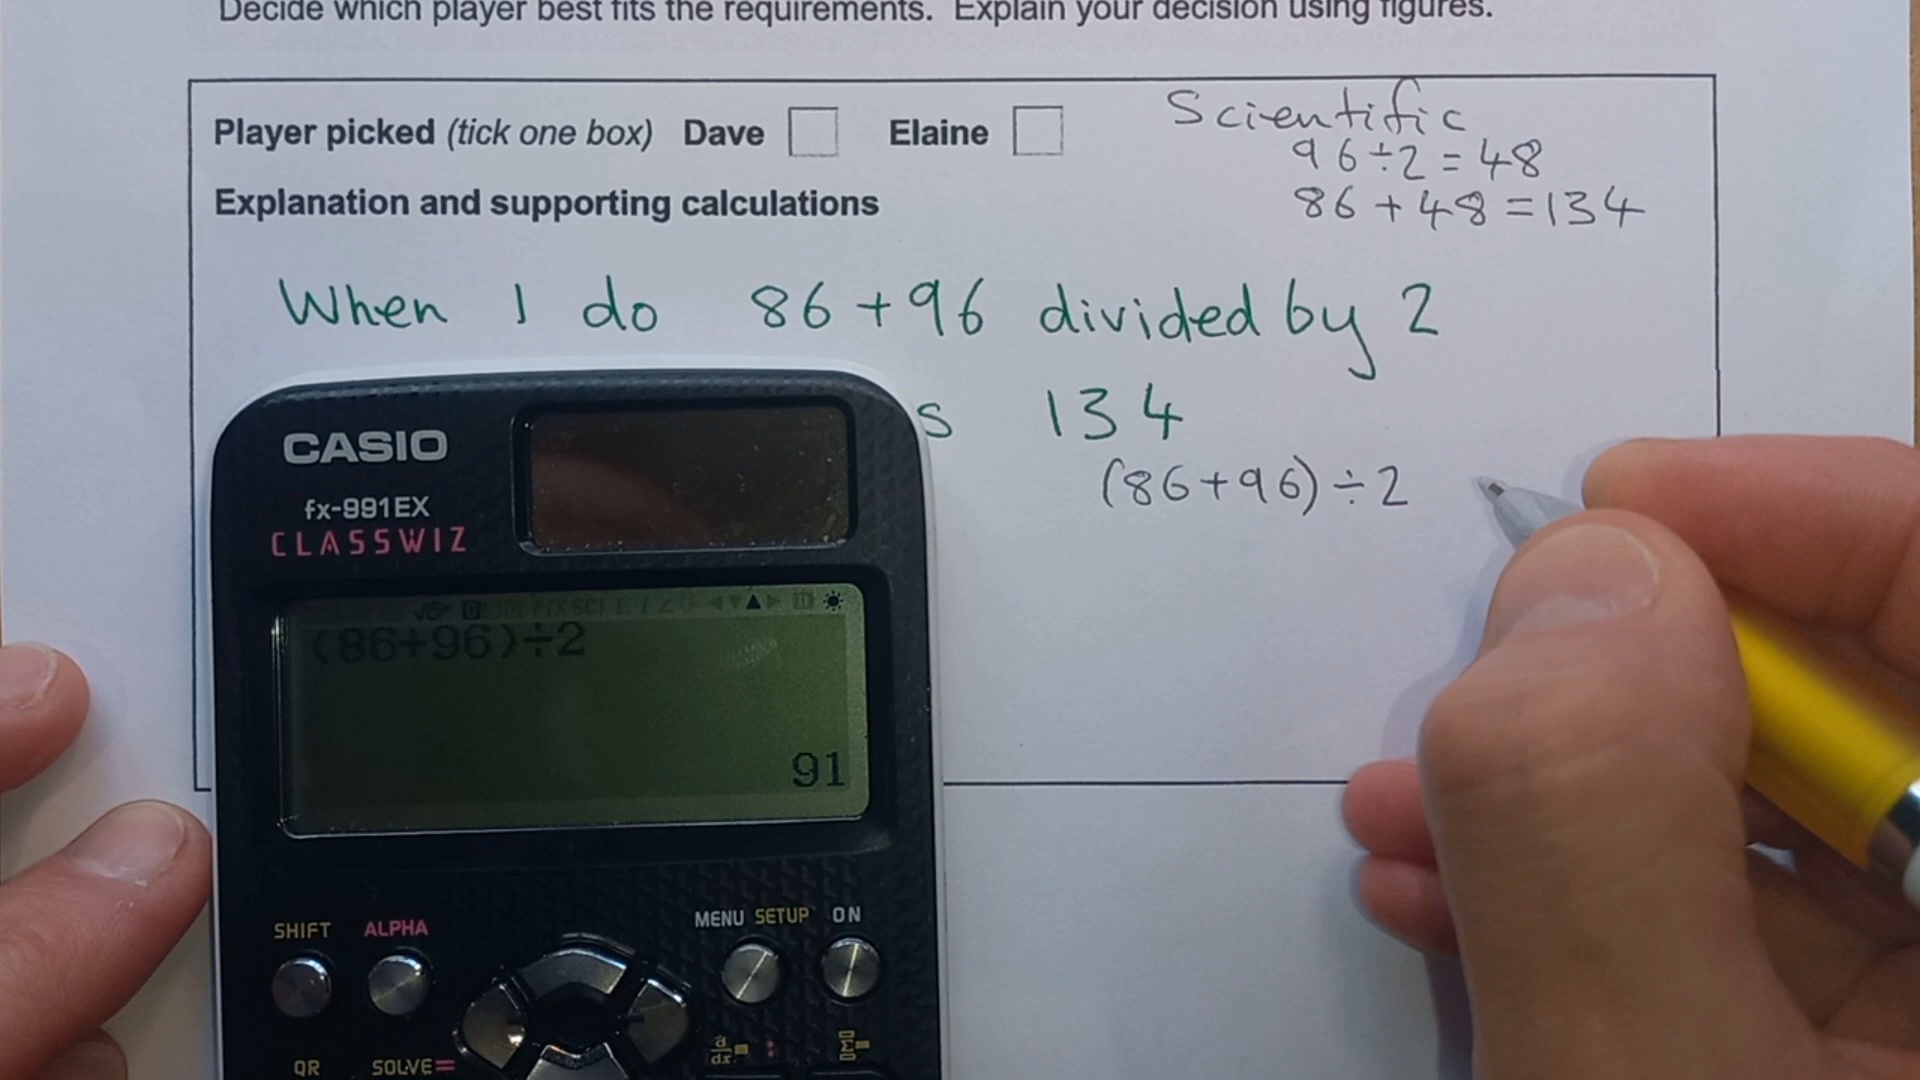 Decide which player best fits the requirements. Explain your decision using figures.
Player picked (tick one box) Dave Elaine
Scientific
96÷2=48
86+48=134
Explanation and supporting calculations
When I do 86+96 divided by 2
s 134
(86+96)÷2
CASIO
fx-991EX
CLASSWIZ
(86+96)÷2
91
SHIFT ALPHA MENU SETUP ON
QR SOLVE=